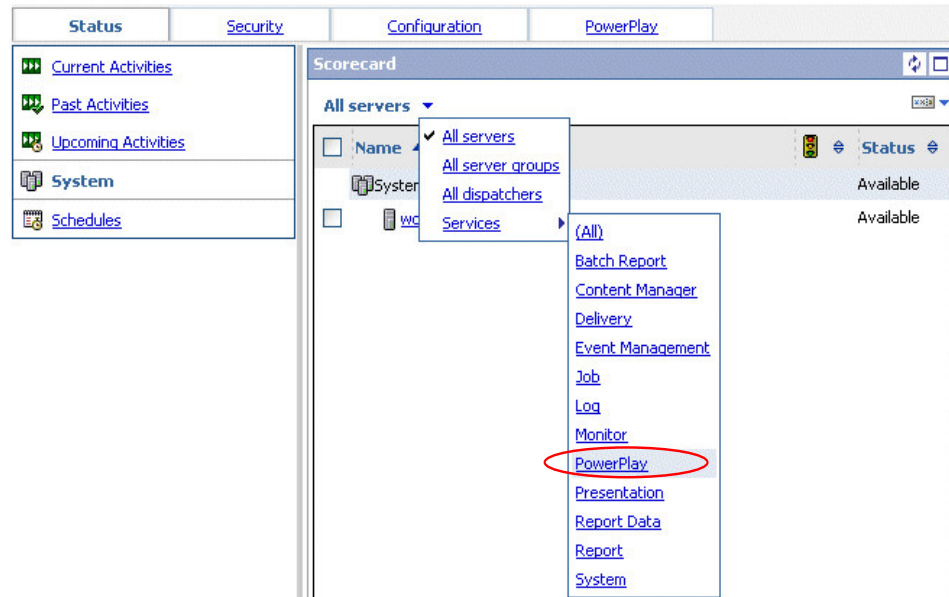 Status Security Configuration PowerPlay
Current Activities
Past Activities
Upcoming Activities
System
Schedules
Scorecard
All servers
Name Status
System Available
Available
All servers
All server groups
All dispatchers
Services
(All)
Batch Report
Content Manager
Delivery
Event Management
Job
Log
Monitor
PowerPlay
Presentation
Report Data
Report
System